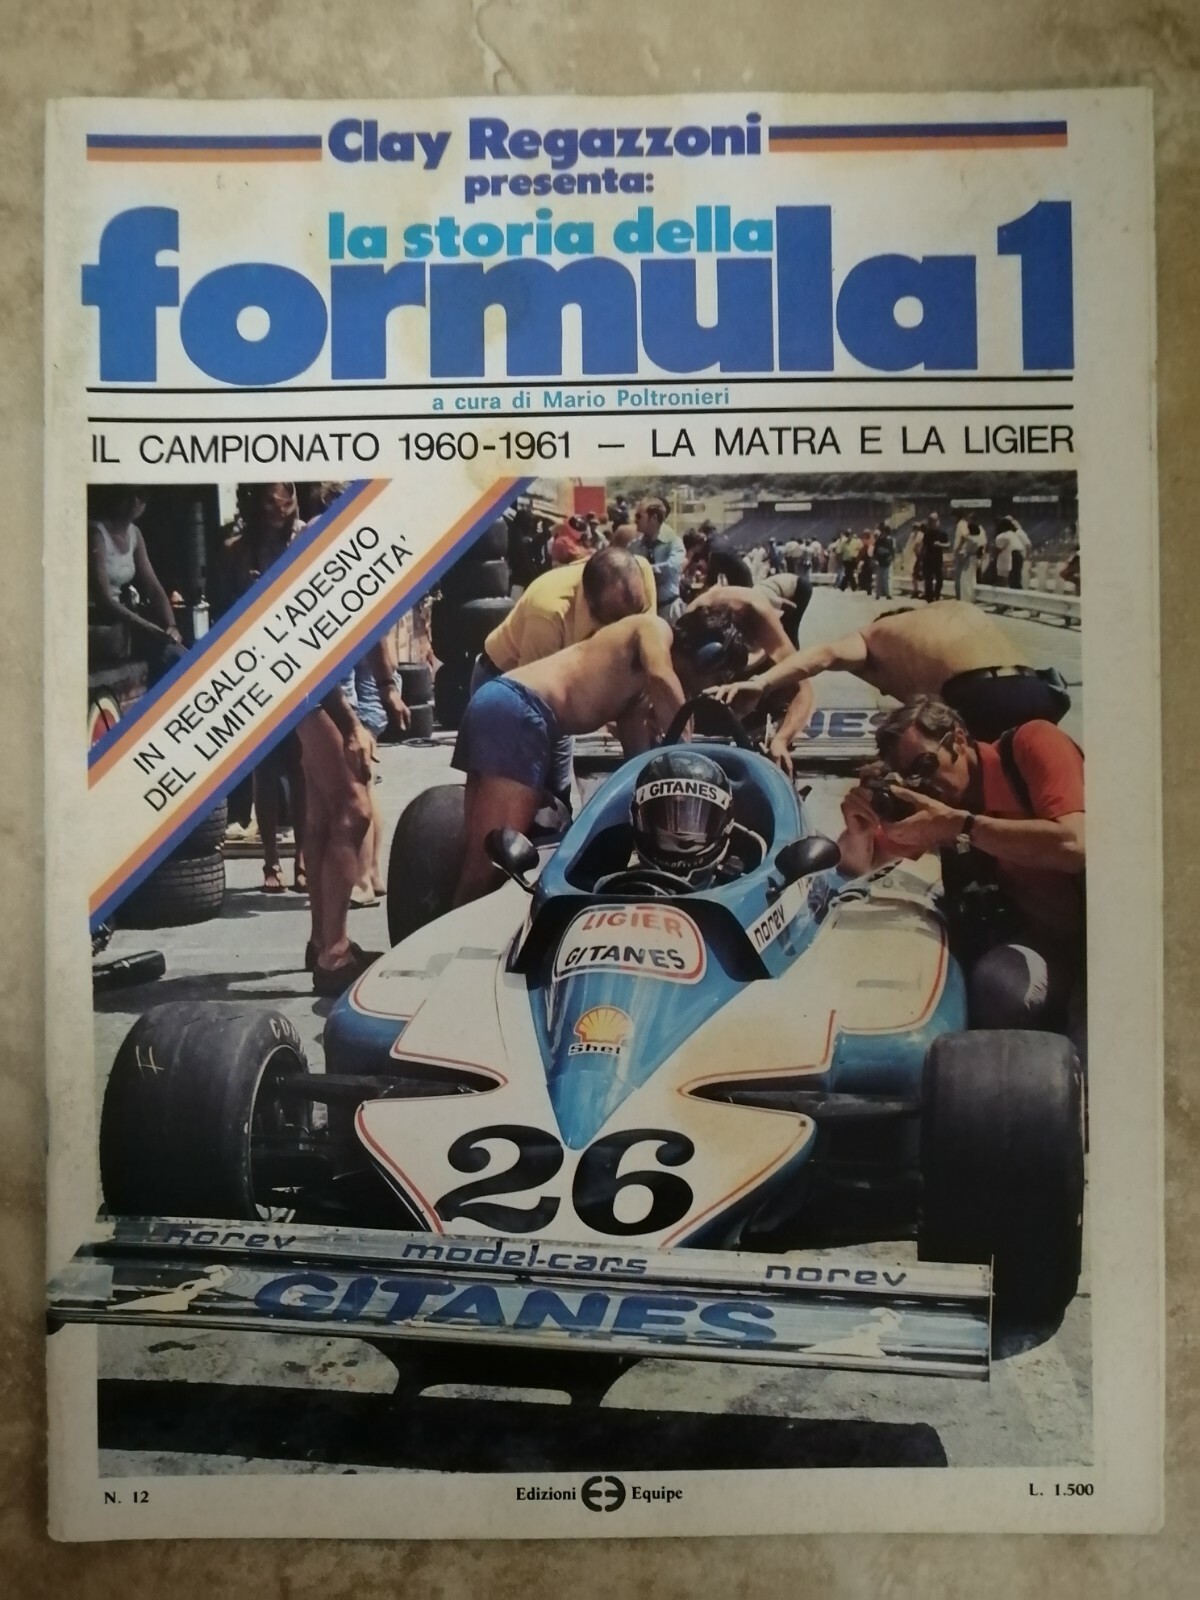 Clay Regazzoni
presenta:
la storia della
formula 1
a cura di Mario Poltronieri
IL CAMPIONATO 1960-1961 — LA MATRA E LA LIGIER
IN REGALO: L'ADESIVO
DEL LIMITE DI VELOCITA'
GITANES
norev
LIGIER
GITANES
Shell
26
norev model-cars norev
GITANES
N. 12
Edizioni Equipe
L. 1.500